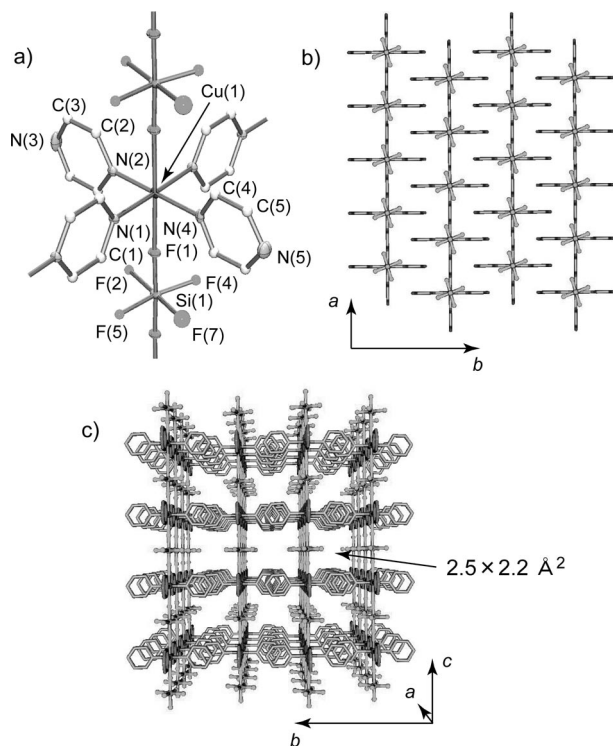 a)
Cu(1)
C(3)
C(2)
N(3)
N(2)
C(4)
C(5)
N(1)
N(4)
C(1)
F(1)
N(5)
F(2)
F(4)
Si(1)
F(5)
F(7)
b)
a
b
c)
2.5×2.2 Å²
c
a
b